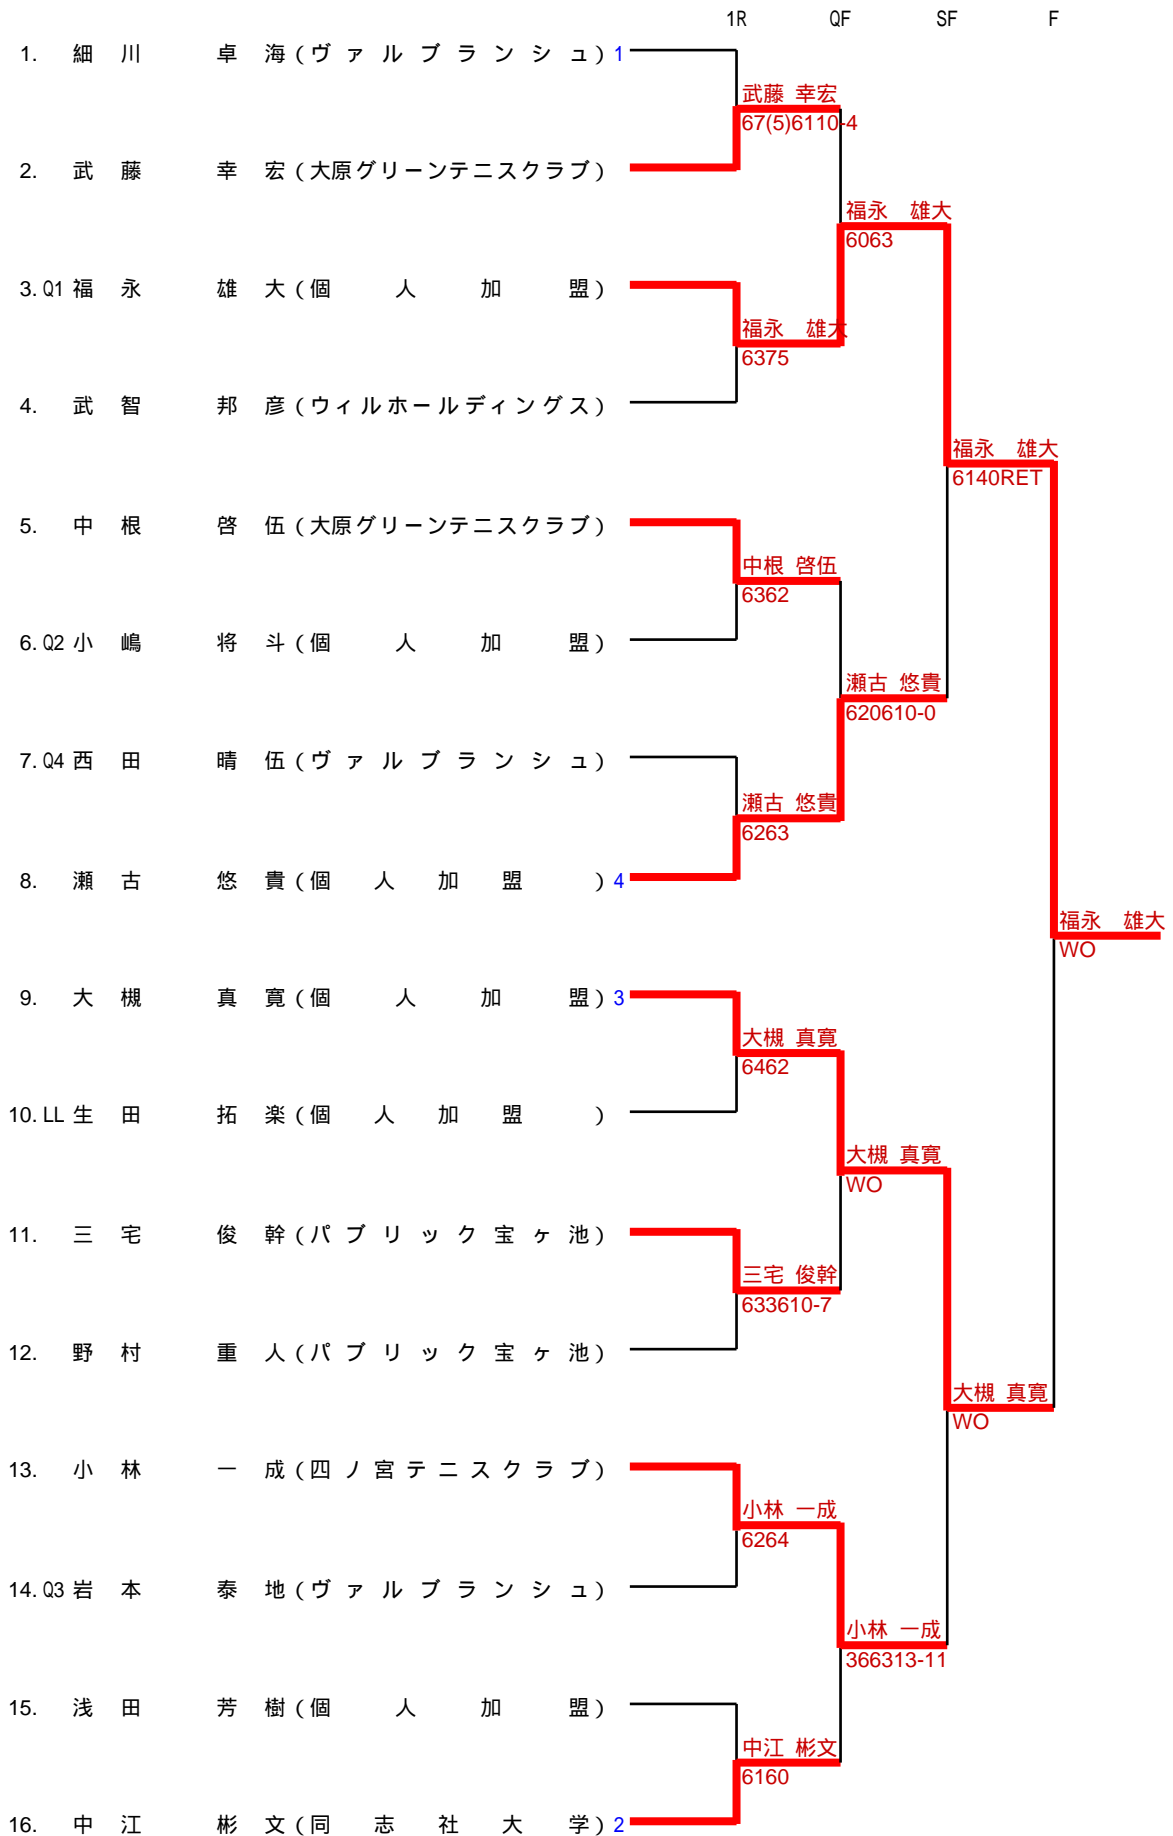 1R QF SF F
1. 細川 卓海(ヴァルブランシュ) 1
武藤 幸宏
67(5)6110-4
2. 武藤 幸宏(大原グリーンテニスクラブ)
福永 雄大
6063
3. Q1 福永 雄大(個人加盟)
福永 雄大
6375
4. 武智 邦彦(ウィルホールディングス)
福永 雄大
6140RET
5. 中根 啓伍(大原グリーンテニスクラブ)
中根 啓伍
6362
6. Q2 小嶋 将斗(個人加盟)
瀬古 悠貴
620610-0
7. Q4 西田 晴伍(ヴァルブランシュ)
瀬古 悠貴
6263
8. 瀬古 悠貴(個人加盟) 4
福永 雄大
WO
9. 大槻 真寛(個人加盟) 3
大槻 真寛
6462
10. LL 生田 拓楽(個人加盟)
大槻 真寛
WO
11. 三宅 俊幹(パブリック宝ヶ池)
三宅 俊幹
633610-7
12. 野村 重人(パブリック宝ヶ池)
大槻 真寛
WO
13. 小林 一成(四ノ宮テニスクラブ)
小林 一成
6264
14. Q3 岩本 泰地(ヴァルブランシュ)
小林 一成
366313-11
15. 浅田 芳樹(個人加盟)
中江 彬文
6160
16. 中江 彬文(同志社大学) 2